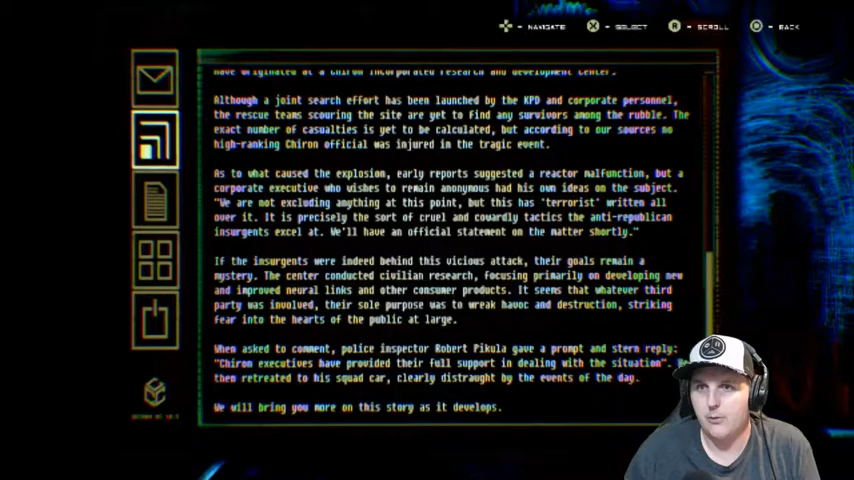 NAVIGATE SELECT SCROLL BACK
have originated at a Chiron Incorporated research and development center.
Although a joint search effort has been launched by the KPD and corporate personnel,
the rescue teams scouring the site are yet to find any survivors among the rubble. The
exact number of casualties is yet to be calculated, but according to our sources no
high-ranking Chiron official was injured in the tragic event.
As to what caused the explosion, early reports suggested a reactor malfunction, but a
corporate executive who wishes to remain anonymous had his own ideas on the subject.
"We are not excluding anything at this point, but this has 'terrorist' written all
over it. It is precisely the sort of cruel and cowardly tactics the anti-republican
insurgents excel at. We'll have an official statement on the matter shortly."
If the insurgents were indeed behind this vicious attack, their goals remain a
mystery. The center conducted civilian research, focusing primarily on developing new
and improved neural links and other consumer products. It seems that whatever third
party was involved, their sole purpose was to wreak havoc and destruction, striking
fear into the hearts of the public at large.
When asked to comment, police inspector Robert Pikula gave a prompt and stern reply:
"Chiron executives have provided their full support in dealing with the situation".
then retreated to his squad car, clearly distraught by the events of the day.
We will bring you more on this story as it develops.